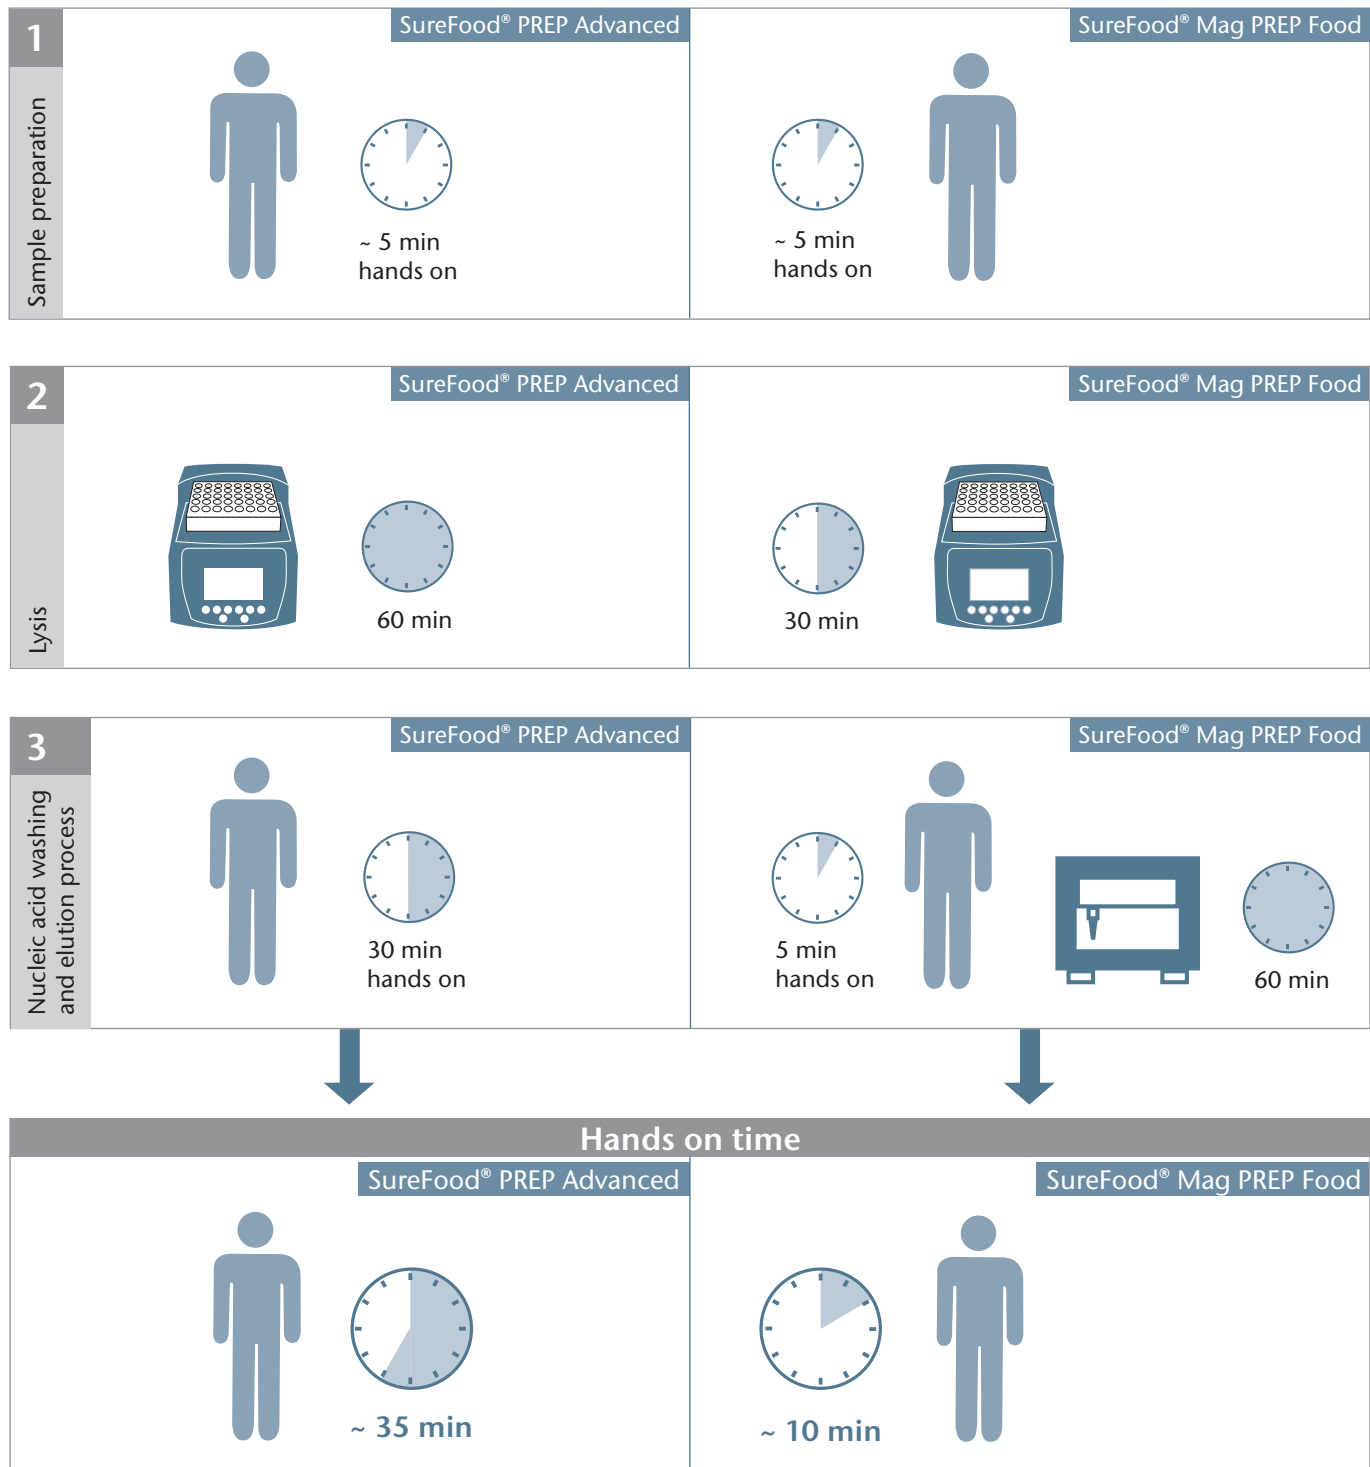 1
Sample preparation
SureFood® PREP Advanced
~ 5 min
hands on
SureFood® Mag PREP Food
~ 5 min
hands on
2
Lysis
SureFood® PREP Advanced
60 min
SureFood® Mag PREP Food
30 min
3
Nucleic acid washing
and elution process
SureFood® PREP Advanced
30 min
hands on
SureFood® Mag PREP Food
5 min
hands on
60 min
Hands on time
SureFood® PREP Advanced
~ 35 min
SureFood® Mag PREP Food
~ 10 min